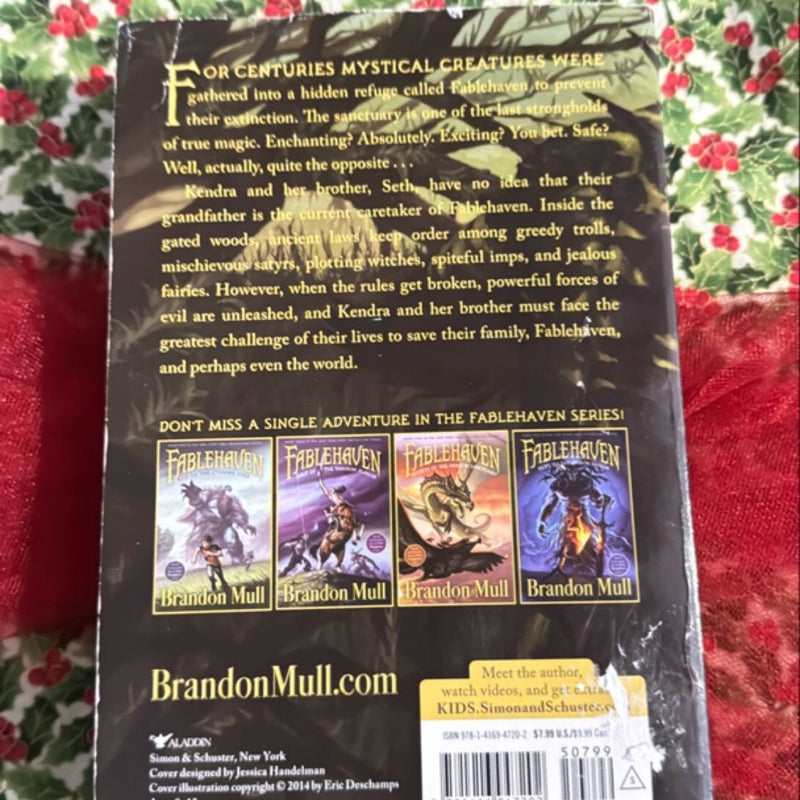 FOR CENTURIES MYSTICAL CREATURES WERE
gathered into a hidden refuge called Fablehaven to prevent
their extinction. The sanctuary is one of the last strongholds
of true magic. Enchanting? Absolutely. Exciting? You bet. Safe?
Well, actually, quite the opposite . . .
Kendra and her brother, Seth, have no idea that their
grandfather is the current caretaker of Fablehaven. Inside the
gated woods, ancient laws keep order among greedy trolls,
mischievous satyrs, plotting witches, spiteful imps, and jealous
fairies. However, when the rules get broken, powerful forces of
evil are unleashed, and Kendra and her brother must face the
greatest challenge of their lives to save their family, Fablehaven,
and perhaps even the world.
DON'T MISS A SINGLE ADVENTURE IN THE FABLEHAVEN SERIES!
FABLEHAVEN
Brandon Mull
FABLEHAVEN
Brandon Mull
FABLEHAVEN
Brandon Mull
FABLEHAVEN
Brandon Mull
BrandonMull.com
Meet the author,
watch videos, and get extras
KIDS.SimonandSchuster.co
ISBN 978-1-4169-4720-2 $7.99 U.S./$9.99 Can.
50799
S
ALADDIN
Simon & Schuster, New York
Cover designed by Jessica Handelman
Cover illustration copyright © 2014 by Eric Deschamps